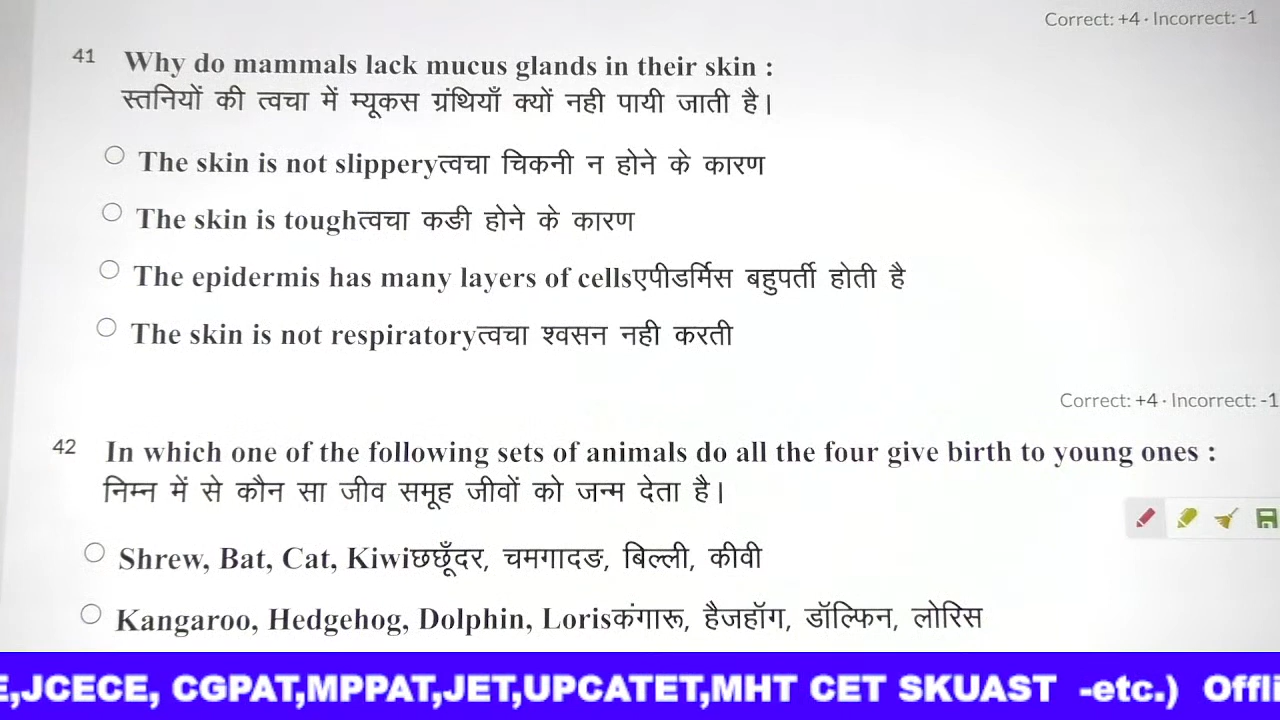 Correct: +4 · Incorrect: -1
41 Why do mammals lack mucus glands in their skin :
स्तनियों की त्वचा में म्यूकस ग्रंथियाँ क्यों नही पायी जाती है।
The skin is not slipperyत्वचा चिकनी न होने के कारण
The skin is toughत्वचा कङी होने के कारण
The epidermis has many layers of cellsएपीडर्मिस बहुपर्ती होती है
The skin is not respiratoryत्वचा श्वसन नही करती
Correct: +4 · Incorrect: -1
42 In which one of the following sets of animals do all the four give birth to young ones :
निम्न में से कौन सा जीव समूह जीवों को जन्म देता है।
Shrew, Bat, Cat, Kiwiछछूँदर, चमगादङ, बिल्ली, कीवी
Kangaroo, Hedgehog, Dolphin, Lorisकंगारू, हैजहॉग, डॉल्फिन, लोरिस
E,JCECE, CGPAT,MPPAT,JET,UPCATET,MHT CET SKUAST -etc.) Offli